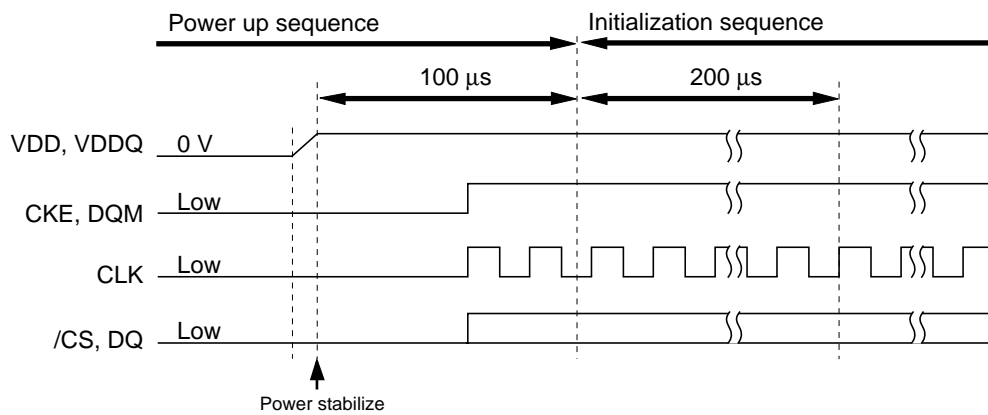 Power up sequence
Initialization sequence
100 µs
200 µs
VDD, VDDQ
0 V
CKE, DQM
Low
CLK
Low
/CS, DQ
Low
Power stabilize